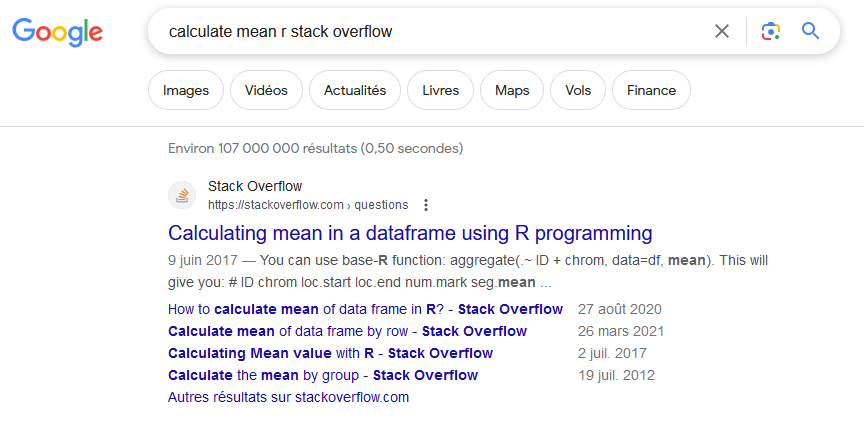 Google
calculate mean r stack overflow
Images Vidéos Actualités Livres Maps Vols Finance
Environ 107 000 000 résultats (0,50 secondes)
Stack Overflow
https://stackoverflow.com › questions
Calculating mean in a dataframe using R programming
9 juin 2017 — You can use base-R function: aggregate(.~ ID + chrom, data=df, mean). This will
give you: # ID chrom loc.start loc.end num.mark seg.mean ...
How to calculate mean of data frame in R? - Stack Overflow 27 août 2020
Calculate mean of data frame by row - Stack Overflow 26 mars 2021
Calculating Mean value with R - Stack Overflow 2 juil. 2017
Calculate the mean by group - Stack Overflow 19 juil. 2012
Autres résultats sur stackoverflow.com